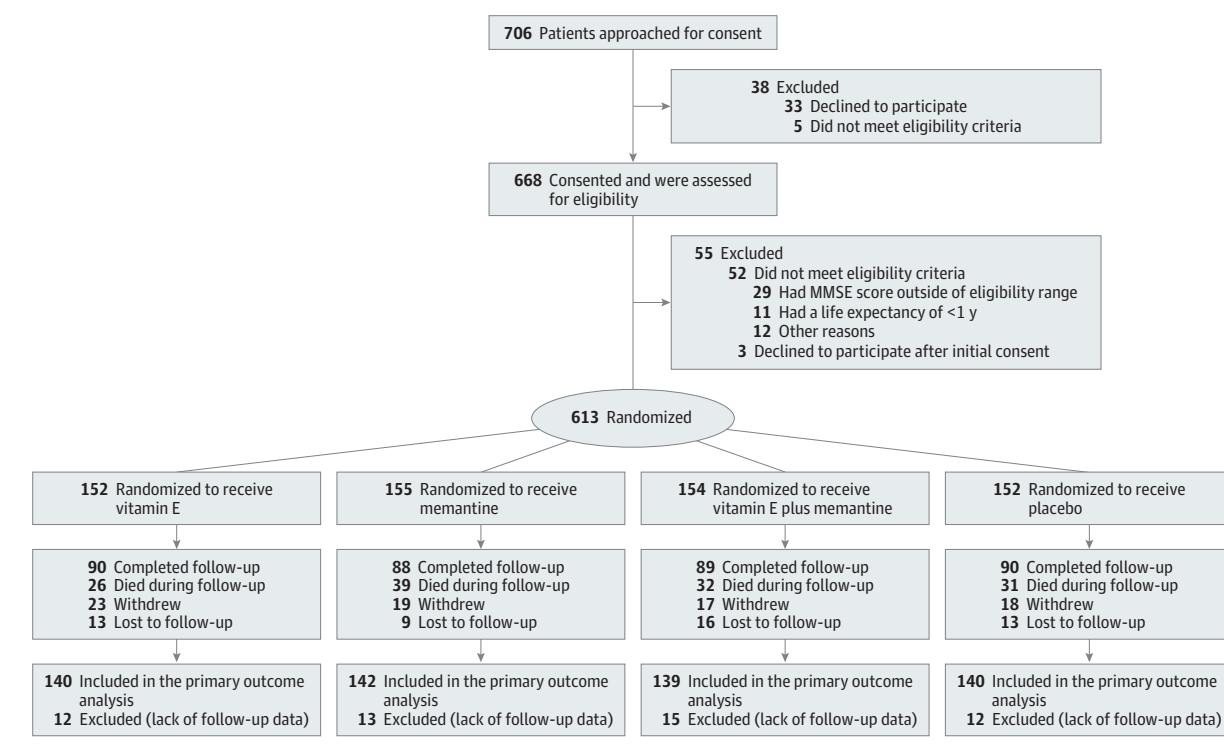 706 Patients approached for consent
38 Excluded
33 Declined to participate
5 Did not meet eligibility criteria
668 Consented and were assessed
for eligibility
55 Excluded
52 Did not meet eligibility criteria
29 Had MMSE score outside of eligibility range
11 Had a life expectancy of <1 y
12 Other reasons
3 Declined to participate after initial consent
613 Randomized
152 Randomized to receive
vitamin E
90 Completed follow-up
26 Died during follow-up
23 Withdrew
13 Lost to follow-up
140 Included in the primary outcome
analysis
12 Excluded (lack of follow-up data)
155 Randomized to receive
memantine
88 Completed follow-up
39 Died during follow-up
19 Withdrew
9 Lost to follow-up
142 Included in the primary outcome
analysis
13 Excluded (lack of follow-up data)
154 Randomized to receive
vitamin E plus memantine
89 Completed follow-up
32 Died during follow-up
17 Withdrew
16 Lost to follow-up
139 Included in the primary outcome
analysis
15 Excluded (lack of follow-up data)
152 Randomized to receive
placebo
90 Completed follow-up
31 Died during follow-up
18 Withdrew
13 Lost to follow-up
140 Included in the primary outcome
analysis
12 Excluded (lack of follow-up data)